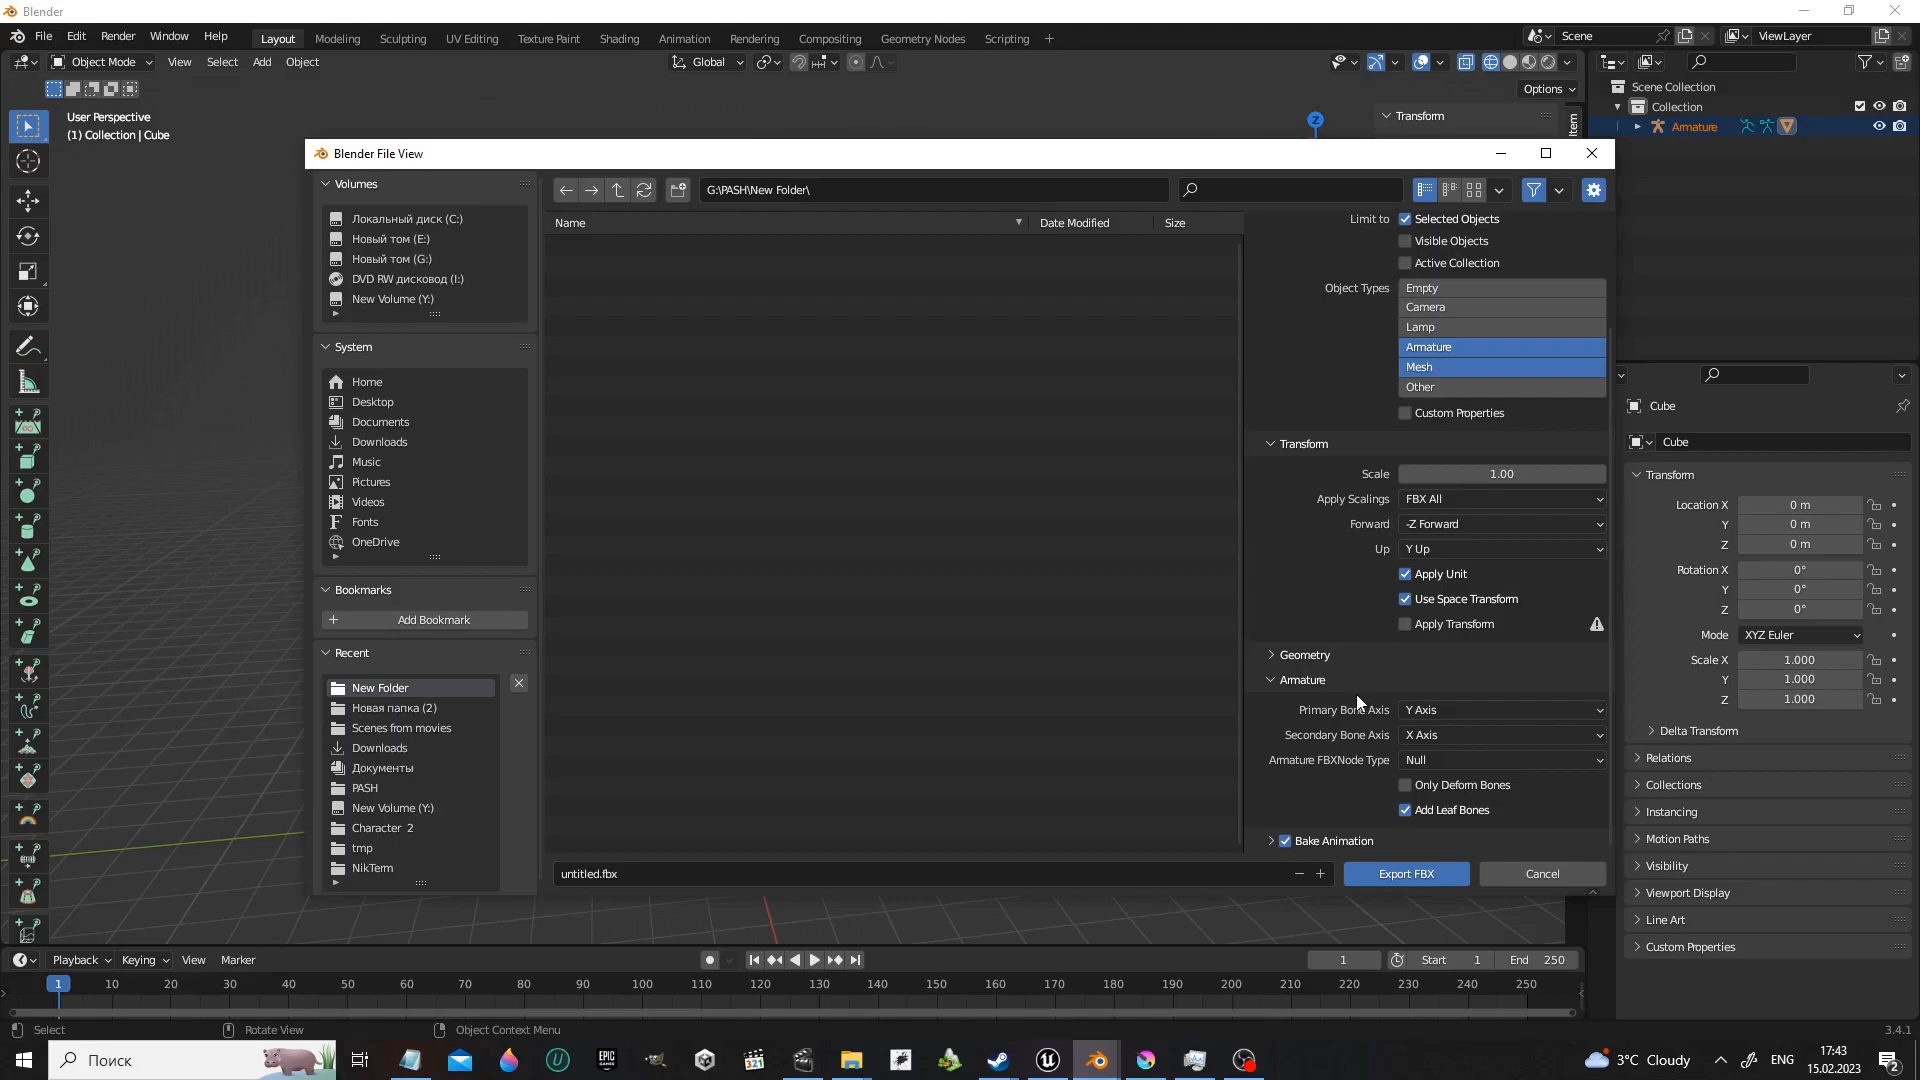 Blender
File Edit Render Window Help Layout Modeling Sculpting UV Editing Texture Paint Shading Animation Rendering Compositing Geometry Nodes Scripting + Scene ViewLayer
Object Mode View Select Add Object Global
Options
User Perspective
(1) Collection | Cube
Z
Transform
Item
Scene Collection
Collection
Armature
Blender File View
Volumes
Локальный диск (C:)
Новый том (E:)
Новый том (G:)
DVD RW дисковод (I:)
New Volume (Y:)
System
Home
Desktop
Documents
Downloads
Music
Pictures
Videos
Fonts
OneDrive
Bookmarks
Add Bookmark
Recent
New Folder
Новая папка (2)
Scenes from movies
Downloads
Документы
PASH
New Volume (Y:)
Character 2
tmp
NikTerm
G:\PASH\New Folder\
Name Date Modified Size
Limit to Selected Objects
Visible Objects
Active Collection
Object Types Empty
Camera
Lamp
Armature
Mesh
Other
Custom Properties
Transform
Scale 1.00
Apply Scalings FBX All
Forward -Z Forward
Up Y Up
Apply Unit
Use Space Transform
Apply Transform
Geometry
Armature
Primary Bone Axis Y Axis
Secondary Bone Axis X Axis
Armature FBXNode Type Null
Only Deform Bones
Add Leaf Bones
Bake Animation
untitled.fbx Export FBX Cancel
Cube
Cube
Transform
Location X 0 m
Y 0 m
Z 0 m
Rotation X 0°
Y 0°
Z 0°
Mode XYZ Euler
Scale X 1.000
Y 1.000
Z 1.000
Delta Transform
Relations
Collections
Instancing
Motion Paths
Visibility
Viewport Display
Line Art
Custom Properties
Playback Keying View Marker 1 Start 1 End 250
1 10 20 30 40 50 60 70 80 90 100 110 120 130 140 150 160 170 180 190 200 210 220 230 240 250
Select Rotate View Object Context Menu 3.4.1
Поиск EPIC GAMES 321 3°C Cloudy ENG 17:43
15.02.2023 2